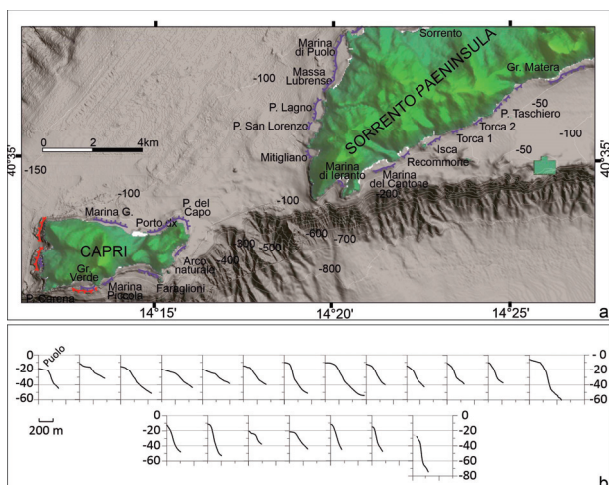 Marina
di Puolo
Sorrento
Massa
Lubrense
-100
SORRENTO PAENINSULA
Gr. Matera
P. Lagno
-50
P. Taschiero
P. San Lorenzo
Torca 2
-100
Torca 1
Isca
-50
Mitigliano
Recommone
40°35'
40°35'
0 2 4km
-150
Marina
di Ieranto
Marina
del Cantone
-200
-100
-100
P. del
Capo
Marina G.
Porto dx
-600
-700
-500
-400
-300
-800
CAPRI
Arco
naturale
Gr.
Verde
Marina
Piccola
Faraglioni
P. Carena
14°15'
14°20'
14°25'
a
Puolo
0
-20
-40
-60
- 0
-20
-40
-60
200 m
0
-20
-40
-60
0
-20
-40
-60
-80
b